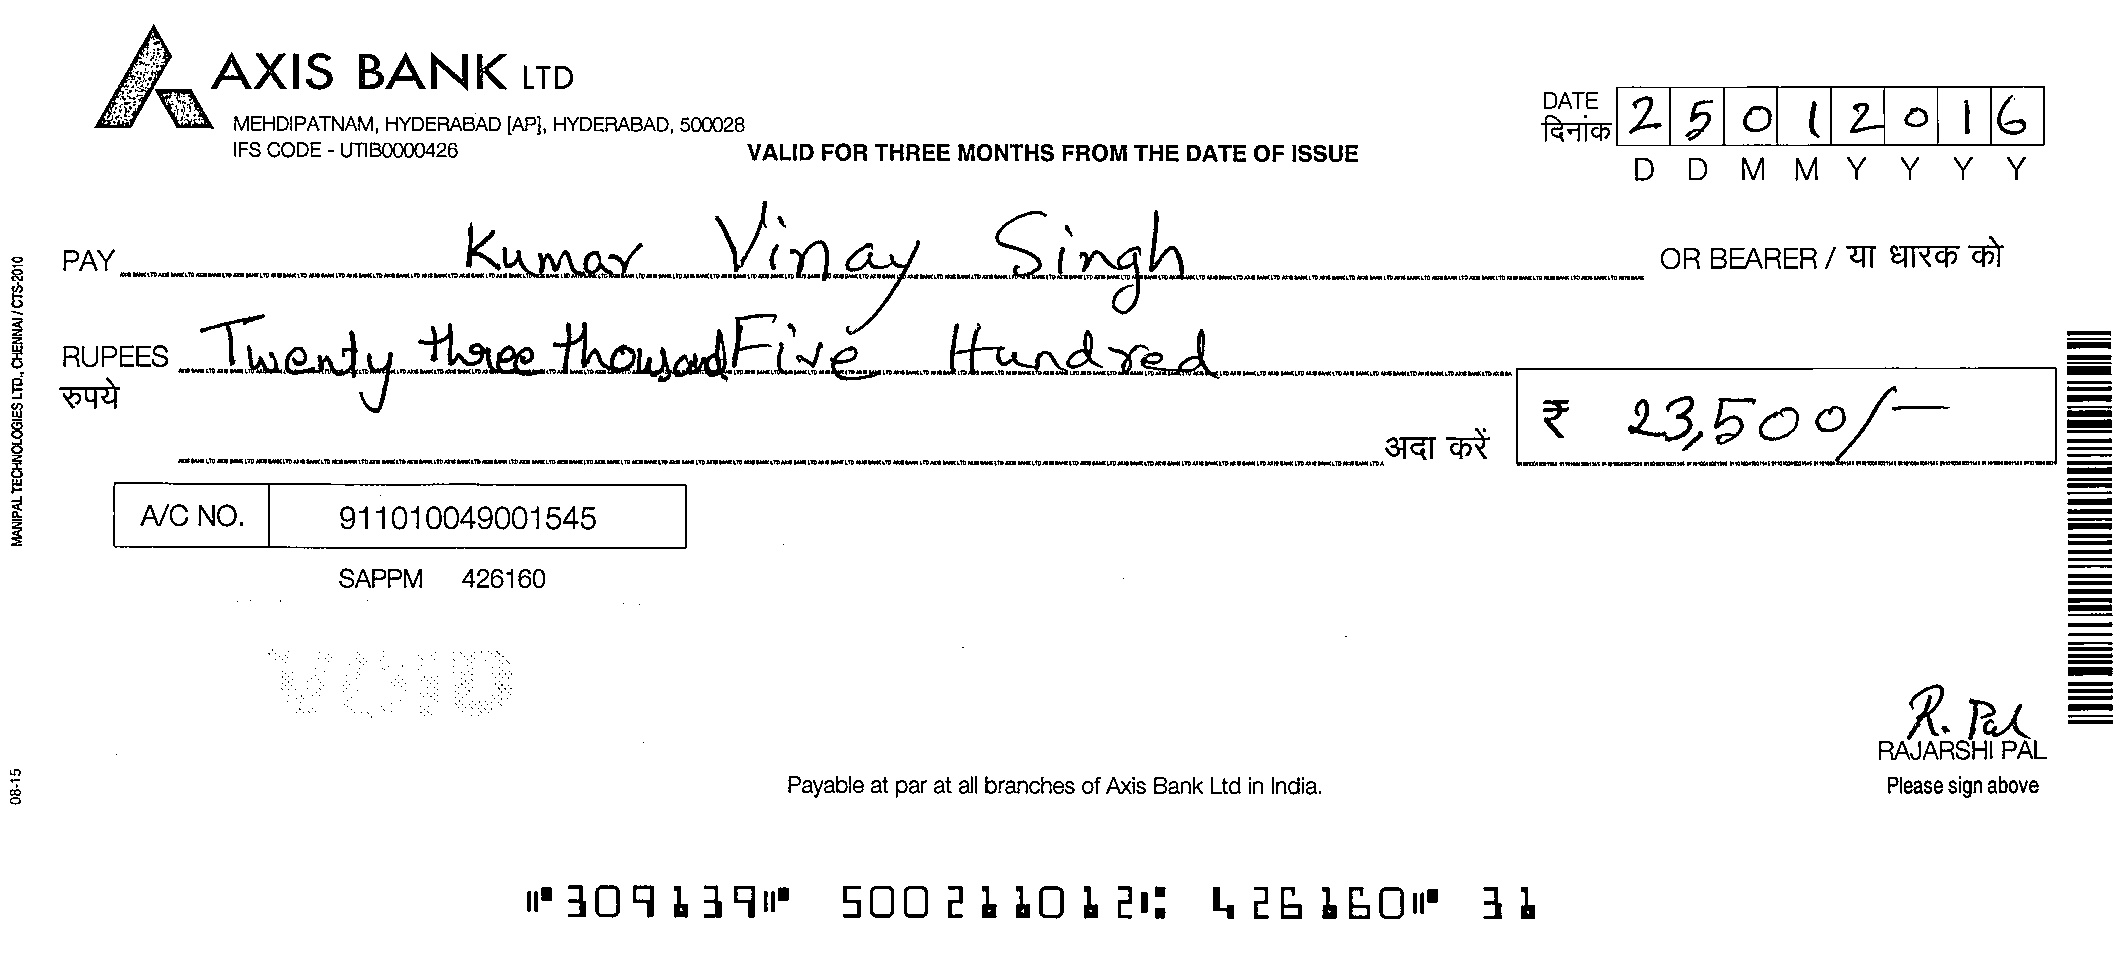 AXIS BANK LTD
MEHDIPATNAM, HYDERABAD [AP], HYDERABAD, 500028
IFS CODE - UTIB0000426
VALID FOR THREE MONTHS FROM THE DATE OF ISSUE
DATE
दिनांक 2 5 0 1 2 0 1 6
D D M M Y Y Y Y
PAY Kumar Vinay Singh OR BEARER / या धारक को
RUPEES Twenty three thousand Five Hundred
रुपये
अदा करें ₹ 23,500/-
A/C NO. 911010049001545
SAPPM 426160
VOID
R. Pal
RAJARSHI PAL
Please sign above
Payable at par at all branches of Axis Bank Ltd in India.
⑈309139⑈ 500211012⑆ 426160⑈ 31
MANIPAL TECHNOLOGIES LTD., CHENNAI / CTS-2010
08-15